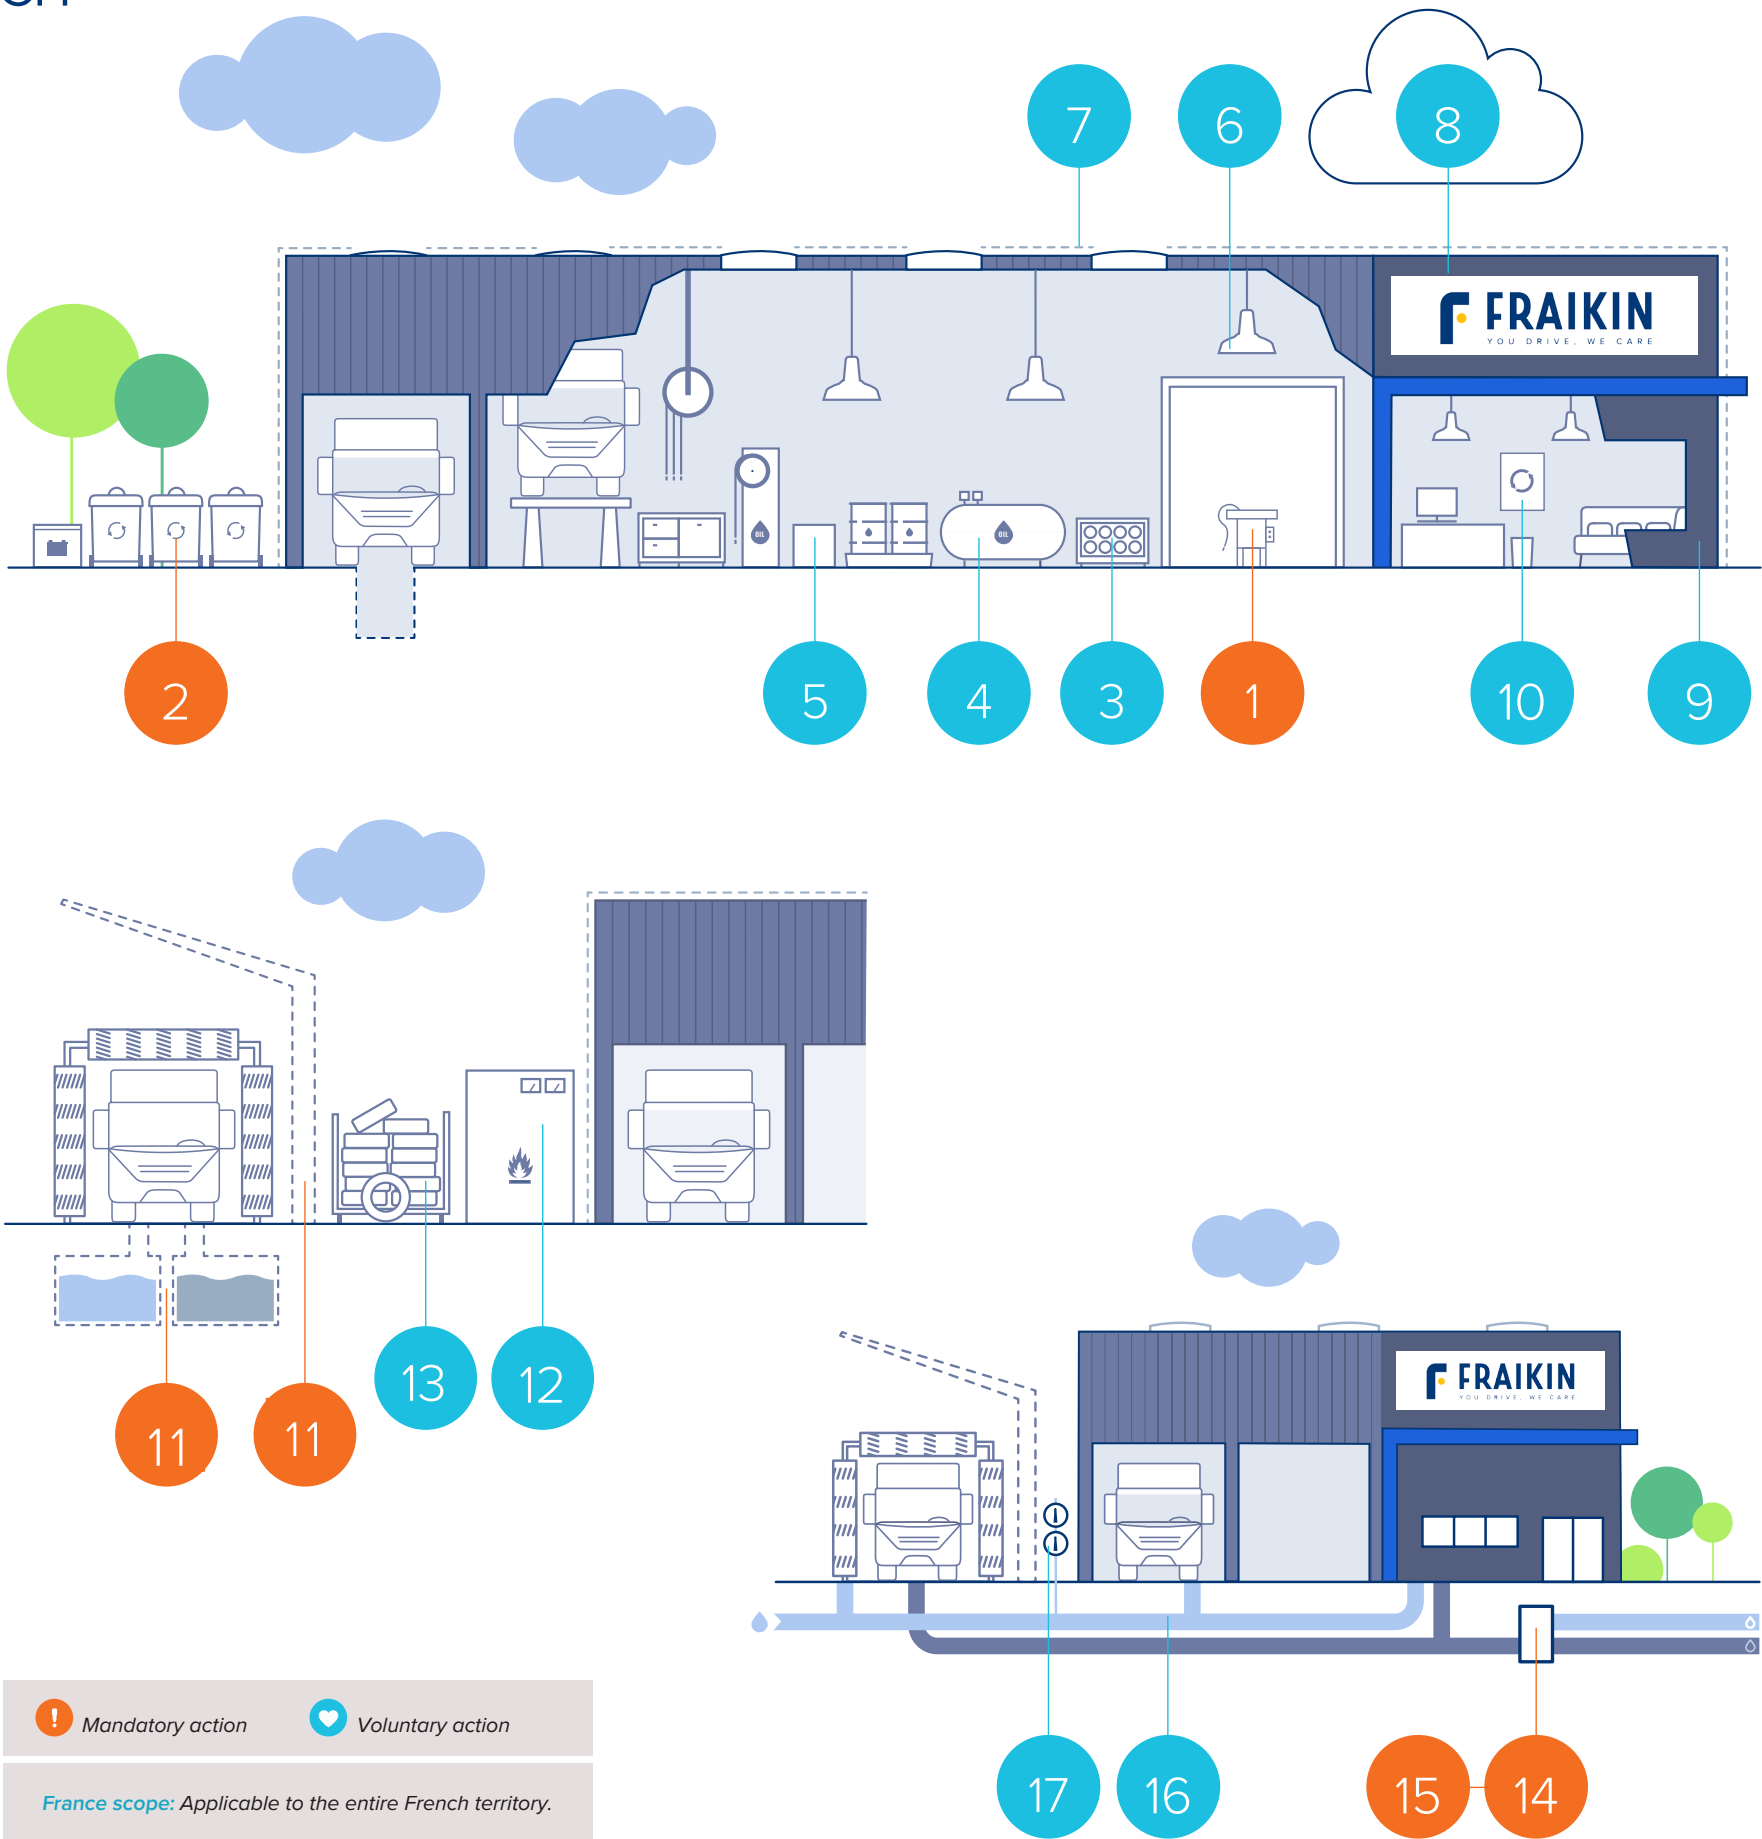 7
6
8
FRAIKIN
YOU DRIVE, WE CARE
OIL
OIL
2
5
4
3
1
10
9
11
11
13
12
FRAIKIN
YOU DRIVE, WE CARE
17
16
15
14
Mandatory action
Voluntary action
France scope: Applicable to the entire French territory.